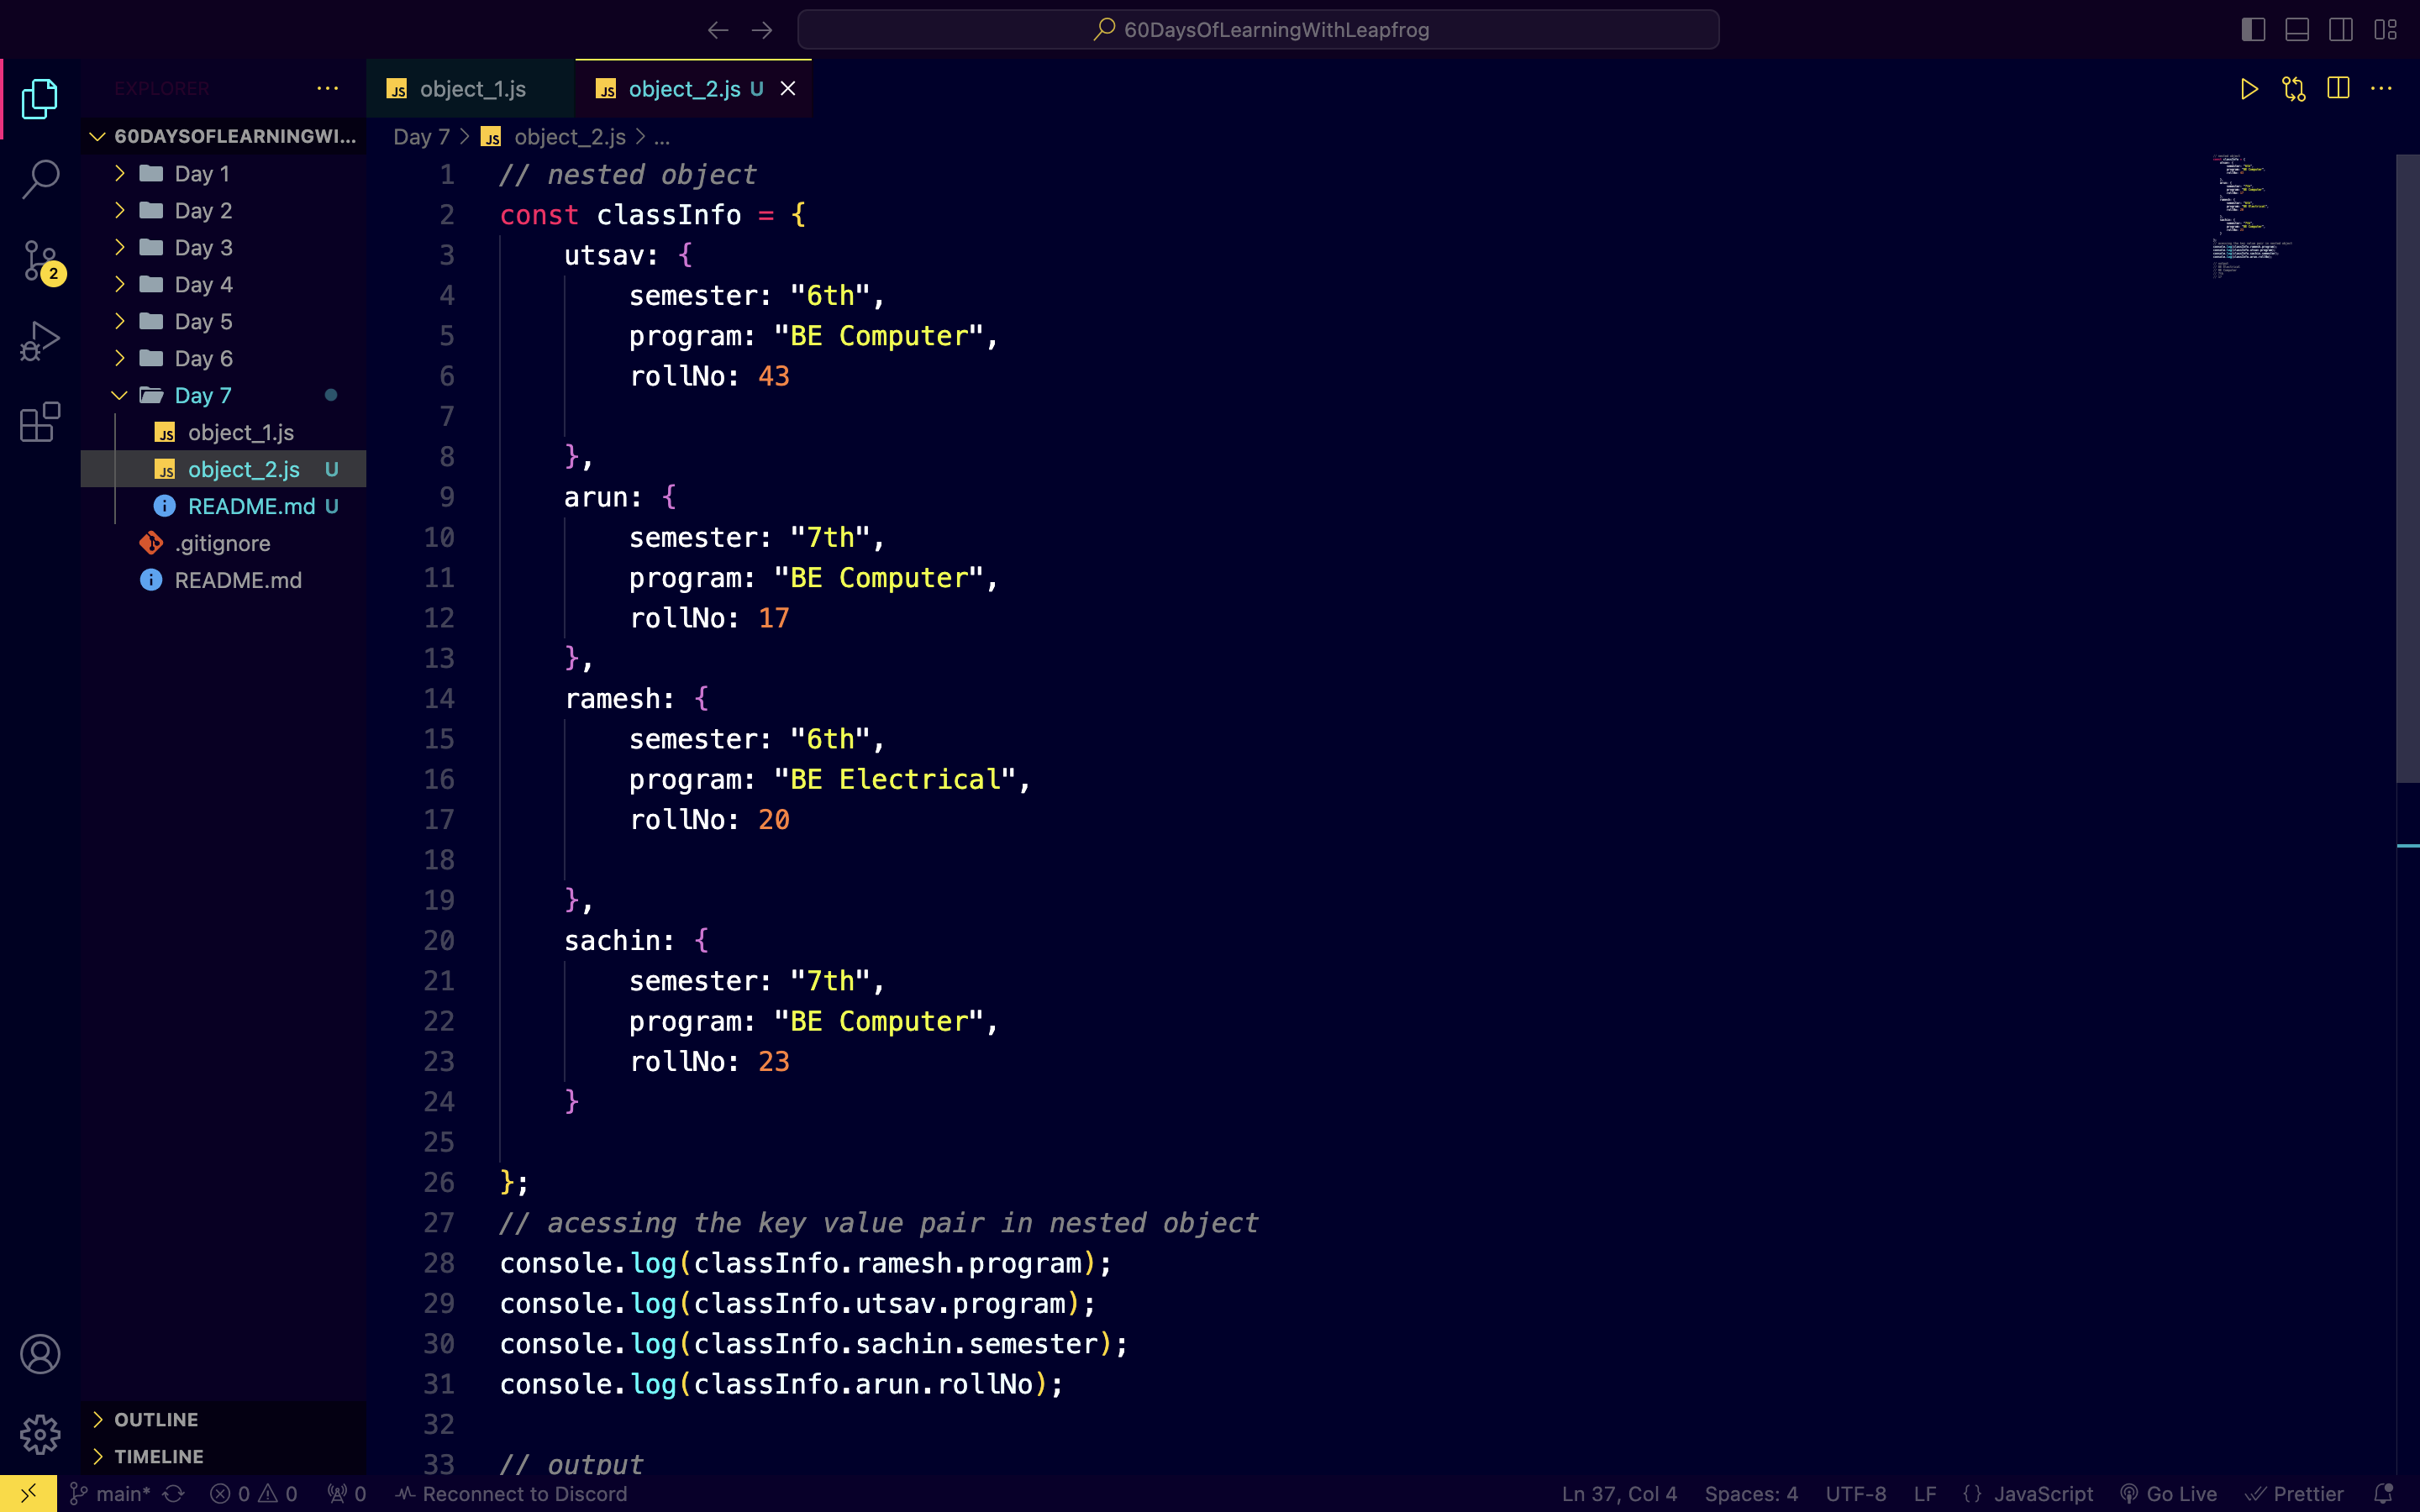 60DaysOfLearningWithLeapfrog
EXPLORER
object_1.js
object_2.js U
60DAYSOFLEARNINGWI...
Day 7 > object_2.js > ...
Day 1
Day 2
Day 3
Day 4
Day 5
Day 6
Day 7
object_1.js
object_2.js U
README.md U
.gitignore
README.md
2
1 // nested object
2 const classInfo = {
3 utsav: {
4 semester: "6th",
5 program: "BE Computer",
6 rollNo: 43
7
8 },
9 arun: {
10 semester: "7th",
11 program: "BE Computer",
12 rollNo: 17
13 },
14 ramesh: {
15 semester: "6th",
16 program: "BE Electrical",
17 rollNo: 20
18
19 },
20 sachin: {
21 semester: "7th",
22 program: "BE Computer",
23 rollNo: 23
24 }
25
26 };
27 // acessing the key value pair in nested object
28 console.log(classInfo.ramesh.program);
29 console.log(classInfo.utsav.program);
30 console.log(classInfo.sachin.semester);
31 console.log(classInfo.arun.rollNo);
32
33 // output
OUTLINE
TIMELINE
main* 0 0 0 Reconnect to Discord Ln 37, Col 4 Spaces: 4 UTF-8 LF {} JavaScript Go Live Prettier